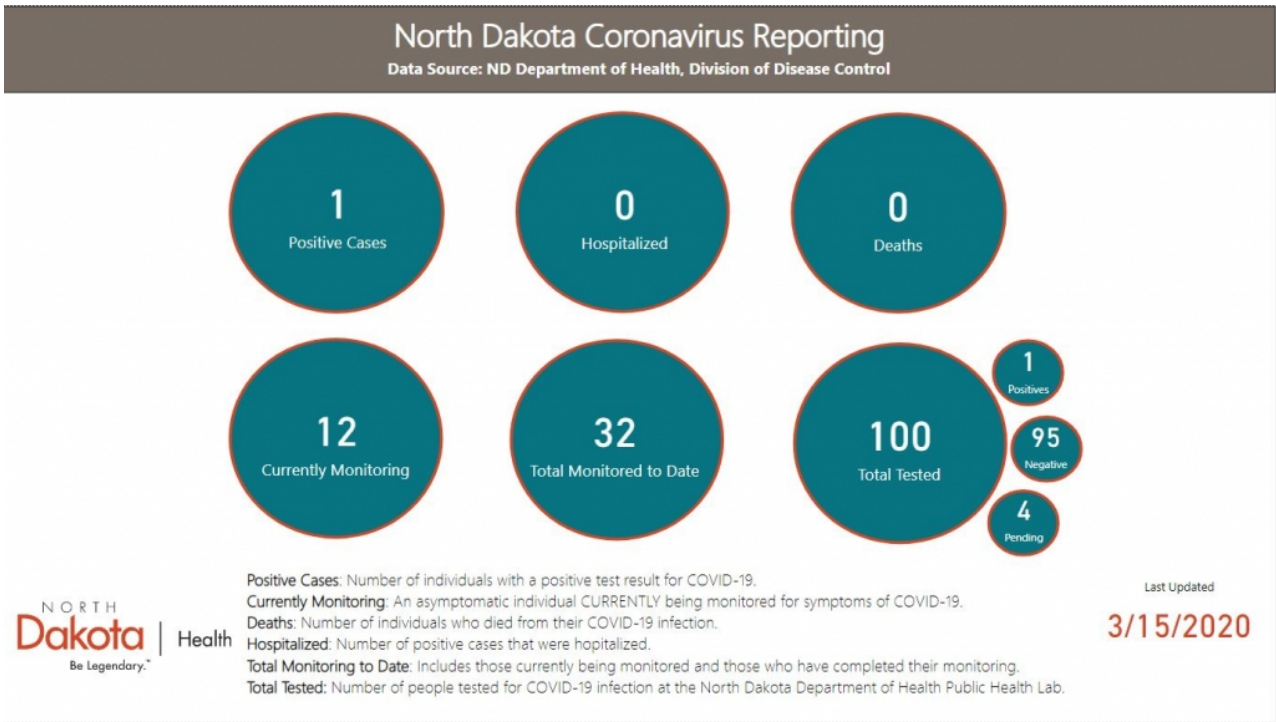 North Dakota Coronavirus Reporting
Data Source: ND Department of Health, Division of Disease Control
1
Positive Cases
0
Hospitalized
0
Deaths
12
Currently Monitoring
32
Total Monitored to Date
100
Total Tested
1
Positives
95
Negative
4
Pending
Positive Cases: Number of individuals with a positive test result for COVID-19.
Currently Monitoring: An asymptomatic individual CURRENTLY being monitored for symptoms of COVID-19.
Deaths: Number of individuals who died from their COVID-19 infection.
Hospitalized: Number of positive cases that were hopitalized.
Total Monitoring to Date: Includes those currently being monitored and those who have completed their monitoring.
Total Tested: Number of people tested for COVID-19 infection at the North Dakota Department of Health Public Health Lab.
NORTH
Dakota | Health
Be Legendary.™
Last Updated
3/15/2020